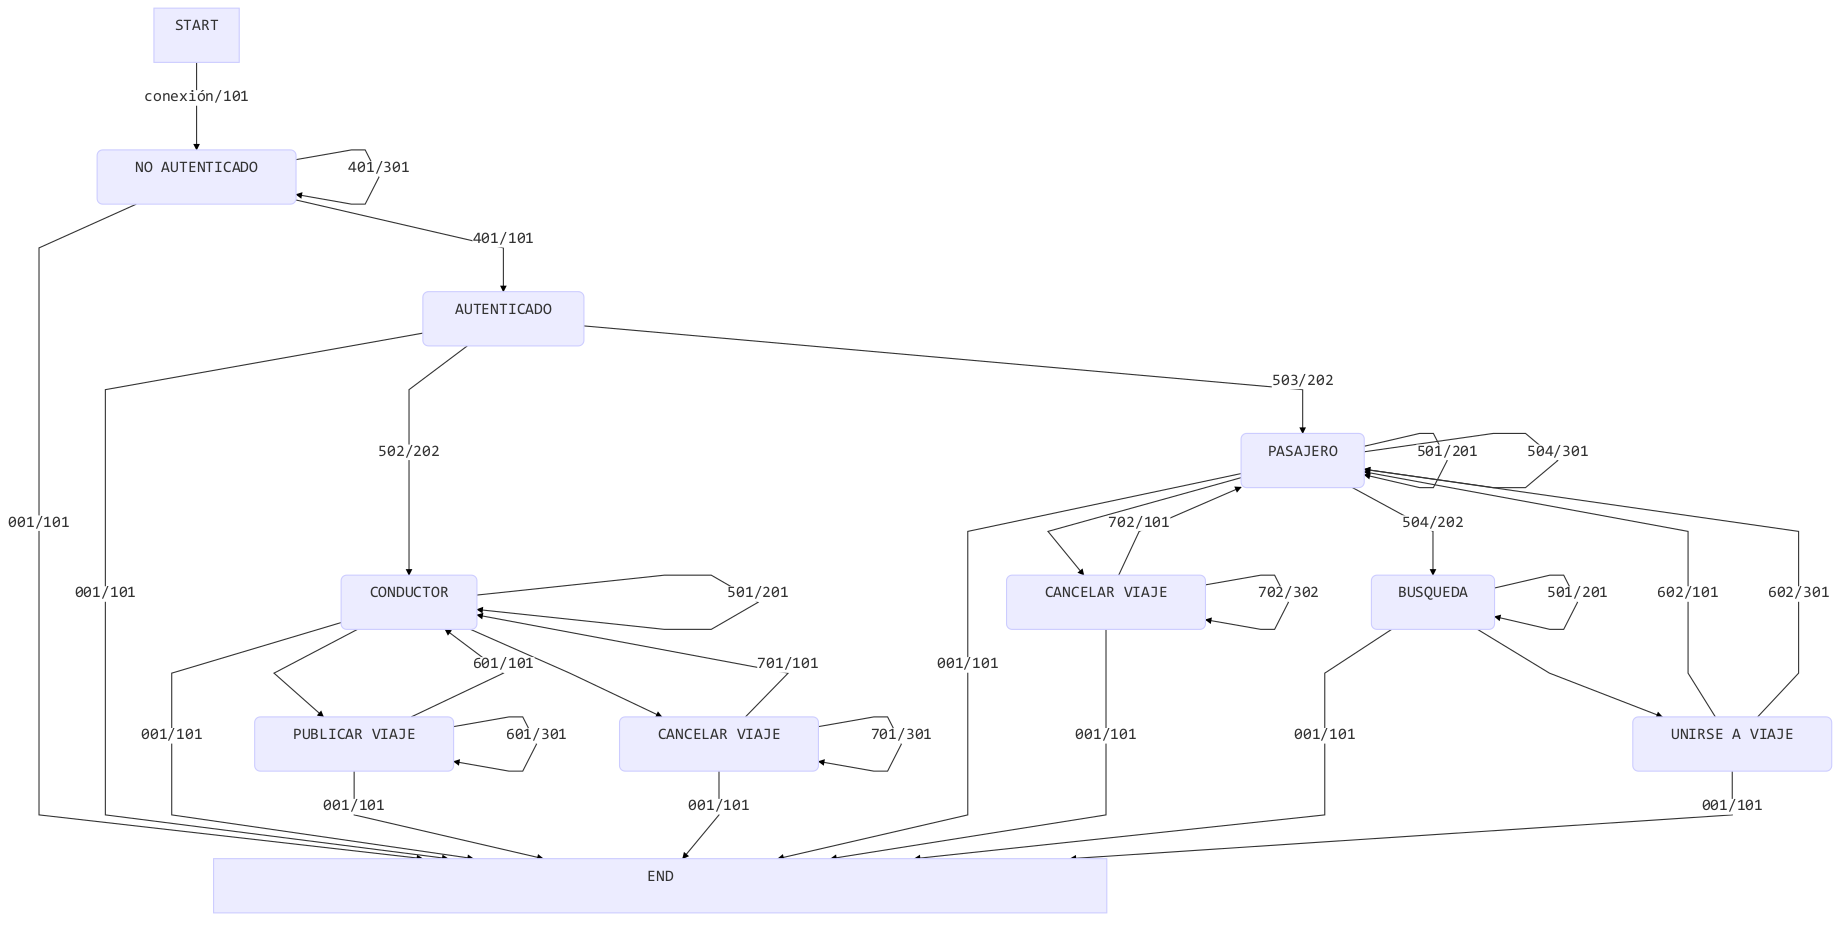 START
conexión/101
NO AUTENTICADO
401/301
401/101
AUTENTICADO
503/202
502/202
PASAJERO
501/201
504/301
001/101
702/101
504/202
001/101
CONDUCTOR
501/201
CANCELAR VIAJE
702/302
BUSQUEDA
501/201
602/101
602/301
601/101
701/101
001/101
001/101
PUBLICAR VIAJE
601/301
CANCELAR VIAJE
701/301
001/101
001/101
UNIRSE A VIAJE
001/101
001/101
001/101
END